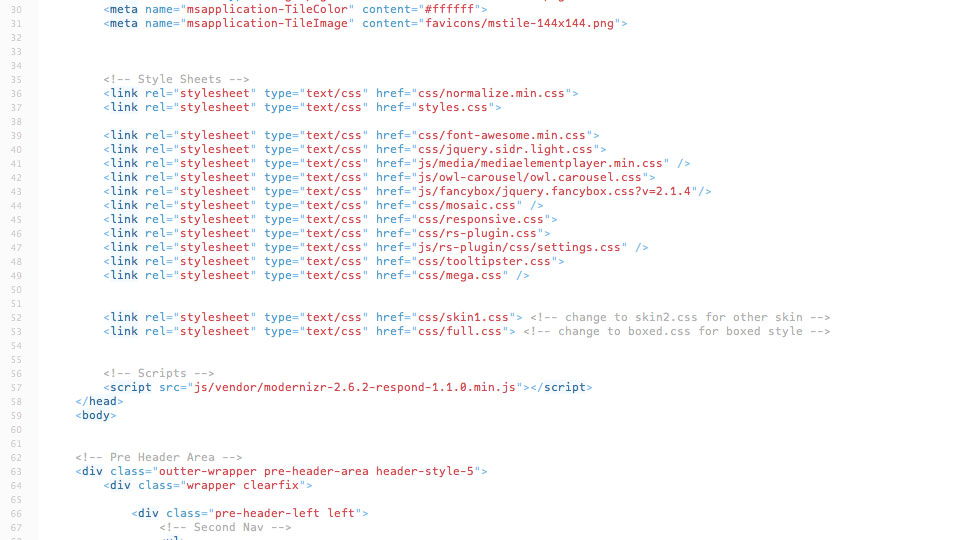 30 <meta name="msapplication-TileColor" content="#ffffff">
31 <meta name="msapplication-TileImage" content="favicons/mstile-144x144.png">
32
33
34
35 <!-- Style Sheets -->
36 <link rel="stylesheet" type="text/css" href="css/normalize.min.css">
37 <link rel="stylesheet" type="text/css" href="styles.css">
38
39 <link rel="stylesheet" type="text/css" href="css/font-awesome.min.css">
40 <link rel="stylesheet" type="text/css" href="css/jquery.sidr.light.css">
41 <link rel="stylesheet" type="text/css" href="js/media/mediaelementplayer.min.css" />
42 <link rel="stylesheet" type="text/css" href="js/owl-carousel/owl.carousel.css">
43 <link rel="stylesheet" type="text/css" href="js/fancybox/jquery.fancybox.css?v=2.1.4"/>
44 <link rel="stylesheet" type="text/css" href="css/mosaic.css" />
45 <link rel="stylesheet" type="text/css" href="css/responsive.css">
46 <link rel="stylesheet" type="text/css" href="css/rs-plugin.css">
47 <link rel="stylesheet" type="text/css" href="js/rs-plugin/css/settings.css" />
48 <link rel="stylesheet" type="text/css" href="css/tooltipster.css">
49 <link rel="stylesheet" type="text/css" href="css/mega.css" />
50
51
52 <link rel="stylesheet" type="text/css" href="css/skin1.css"> <!-- change to skin2.css for other skin -->
53 <link rel="stylesheet" type="text/css" href="css/full.css"> <!-- change to boxed.css for boxed style -->
54
55
56 <!-- Scripts -->
57 <script src="js/vendor/modernizr-2.6.2-respond-1.1.0.min.js"></script>
58 </head>
59 <body>
60
61
62 <!-- Pre Header Area -->
63 <div class="outter-wrapper pre-header-area header-style-5">
64 <div class="wrapper clearfix">
65
66 <div class="pre-header-left left">
67 <!-- Second Nav -->